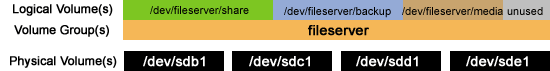 Logical Volume(s) /dev/fileserver/share /dev/fileserver/backup /dev/fileserver/media unused
Volume Group(s) fileserver
Physical Volume(s) /dev/sdb1 /dev/sdc1 /dev/sdd1 /dev/sde1